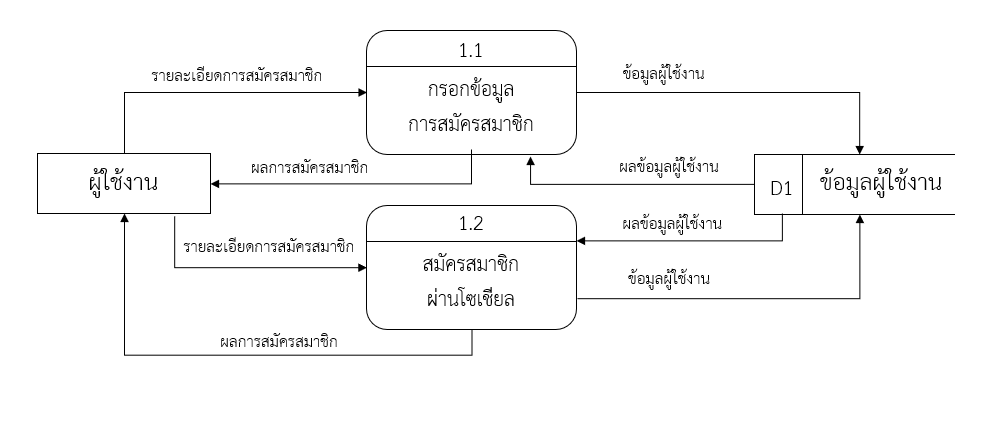 1.1
รายละเอียดการสมัครสมาชิก
ข้อมูลผู้ใช้งาน
กรอกข้อมูล
การสมัครสมาชิก
ผลการสมัครสมาชิก
ผลข้อมูลผู้ใช้งาน
ผู้ใช้งาน
D1
ข้อมูลผู้ใช้งาน
1.2
ผลข้อมูลผู้ใช้งาน
รายละเอียดการสมัครสมาชิก
สมัครสมาชิก
ผ่านโซเชียล
ข้อมูลผู้ใช้งาน
ผลการสมัครสมาชิก